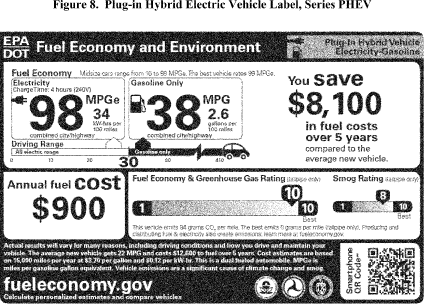 Figure 8. Plug-in Hybrid Electric Vehicle Label, Series PHEV
EPA
DOT
Fuel Economy and Environment
Plug-In Hybrid Vehicle
Electricity-Gasoline
Fuel Economy
Midsize cars range from 10 to 99 MPGe. The best vehicle rates 99 MPGe.
Electricity
Charge Time: 4 hours (240V)
98 MPGe
34
kW-hrs per
100 miles
combined city/highway
Gasoline Only
38 MPG
2.6
gallons per
100 miles
combined city/highway
Driving Range
All electric range
Gasoline only
0 10 20 30 410
You save
$8,100
in fuel costs
over 5 years
compared to the
average new vehicle.
Annual fuel cost
$900
Fuel Economy & Greenhouse Gas Rating (tailpipe only)
1 10 10
Best
Smog Rating (tailpipe only)
1 8 10
Best
This vehicle emits 84 grams CO2 per mile. The best emits 0 grams per mile (tailpipe only). Producing and
distributing fuel & electricity also create emissions; learn more at fueleconomy.gov.
Actual results will vary for many reasons, including driving conditions and how you drive and maintain your
vehicle. The average new vehicle gets 22 MPG and costs $12,600 to fuel over 5 years. Cost estimates are based
on 15,000 miles per year at $3.70 per gallon and $0.12 per kW-hr. This is a dual fueled automobile. MPGe is
miles per gasoline gallon equivalent. Vehicle emissions are a significant cause of climate change and smog.
fueleconomy.gov
Calculate personalized estimates and compare vehicles
Smartphone
QR Code™